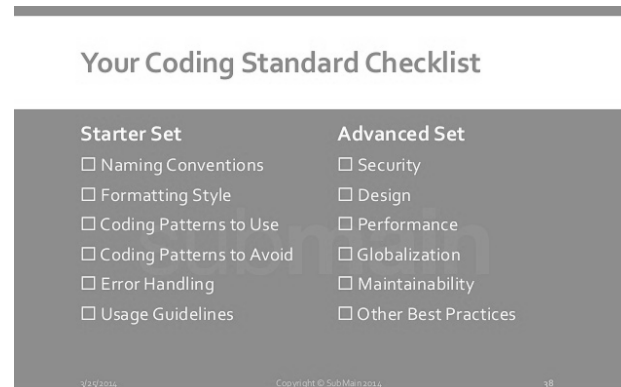 Your Coding Standard Checklist
Starter Set
☐ Naming Conventions
☐ Formatting Style
☐ Coding Patterns to Use
☐ Coding Patterns to Avoid
☐ Error Handling
☐ Usage Guidelines
Advanced Set
☐ Security
☐ Design
☐ Performance
☐ Globalization
☐ Maintainability
☐ Other Best Practices
submain
3/25/2014
Copyright © SubMain 2014
38